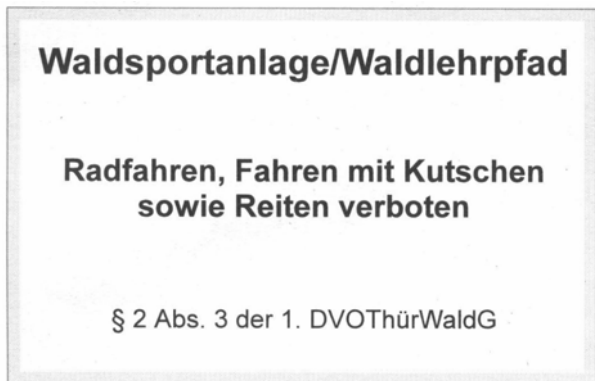 Waldsportanlage/Waldlehrpfad
Radfahren, Fahren mit Kutschen
sowie Reiten verboten
§ 2 Abs. 3 der 1. DVOThürWaldG